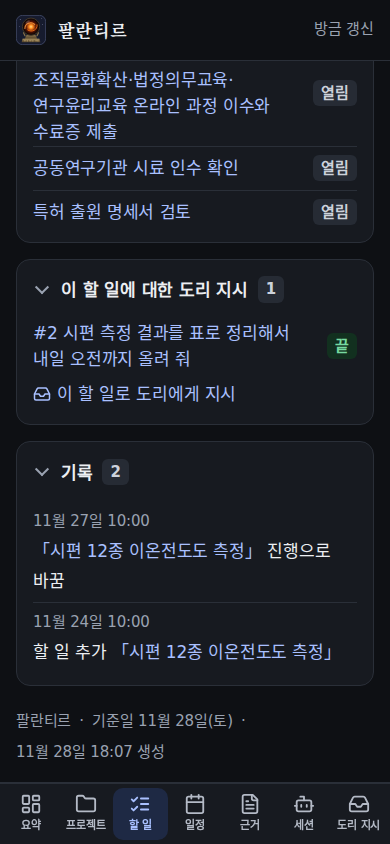 팔란티르
방금 갱신
조직문화확산·법정의무교육·
연구윤리교육 온라인 과정 이수와
수료증 제출
열림
공동연구기관 시료 인수 확인
열림
특허 출원 명세서 검토
열림
이 할 일에 대한 도리 지시 1
#2 시편 측정 결과를 표로 정리해서
내일 오전까지 올려 줘
끝
이 할 일로 도리에게 지시
기록 2
11월 27일 10:00
「시편 12종 이온전도도 측정」 진행으로
바꿈
11월 24일 10:00
할 일 추가 「시편 12종 이온전도도 측정」
팔란티르 · 기준일 11월 28일(토) ·
11월 28일 18:07 생성
요약 프로젝트 할 일 일정 근거 세션 도리 지시